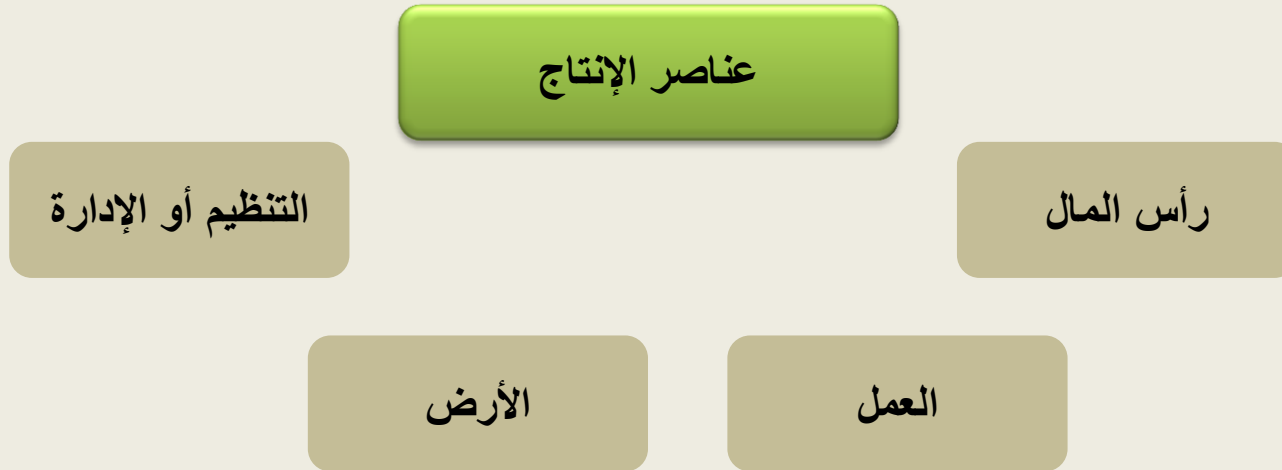 عناصر الإنتاج
رأس المال
التنظيم أو الإدارة
العمل
الأرض